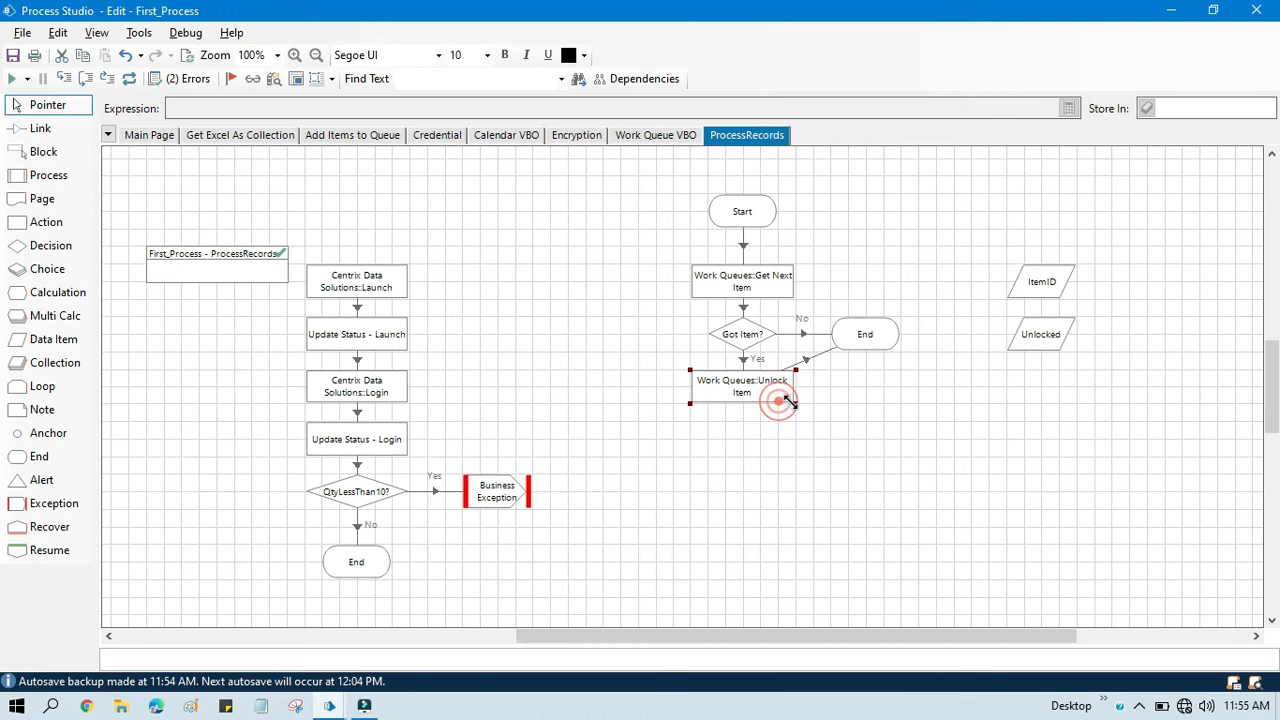 Process Studio - Edit - First_Process
File Edit View Tools Debug Help
Zoom 100% Segoe UI 10 B I U
(2) Errors Find Text Dependencies
Pointer
Link
Block
Process
Page
Action
Decision
Choice
Calculation
Multi Calc
Data Item
Collection
Loop
Note
Anchor
End
Alert
Exception
Recover
Resume
Expression: Store In:
Main Page Get Excel As Collection Add Items to Queue Credential Calendar VBO Encryption Work Queue VBO ProcessRecords
First_Process - ProcessRecords
Centrix Data
Solutions::Launch
Update Status - Launch
Centrix Data
Solutions::Login
Update Status - Login
QtyLessThan10?
Yes
Business
Exception
No
End
Start
Work Queues::Get Next
Item
Got Item?
No
End
Yes
Work Queues::Unlock
Item
ItemID
Unlocked
Autosave backup made at 11:54 AM. Next autosave will occur at 12:04 PM.
Desktop
11:55 AM